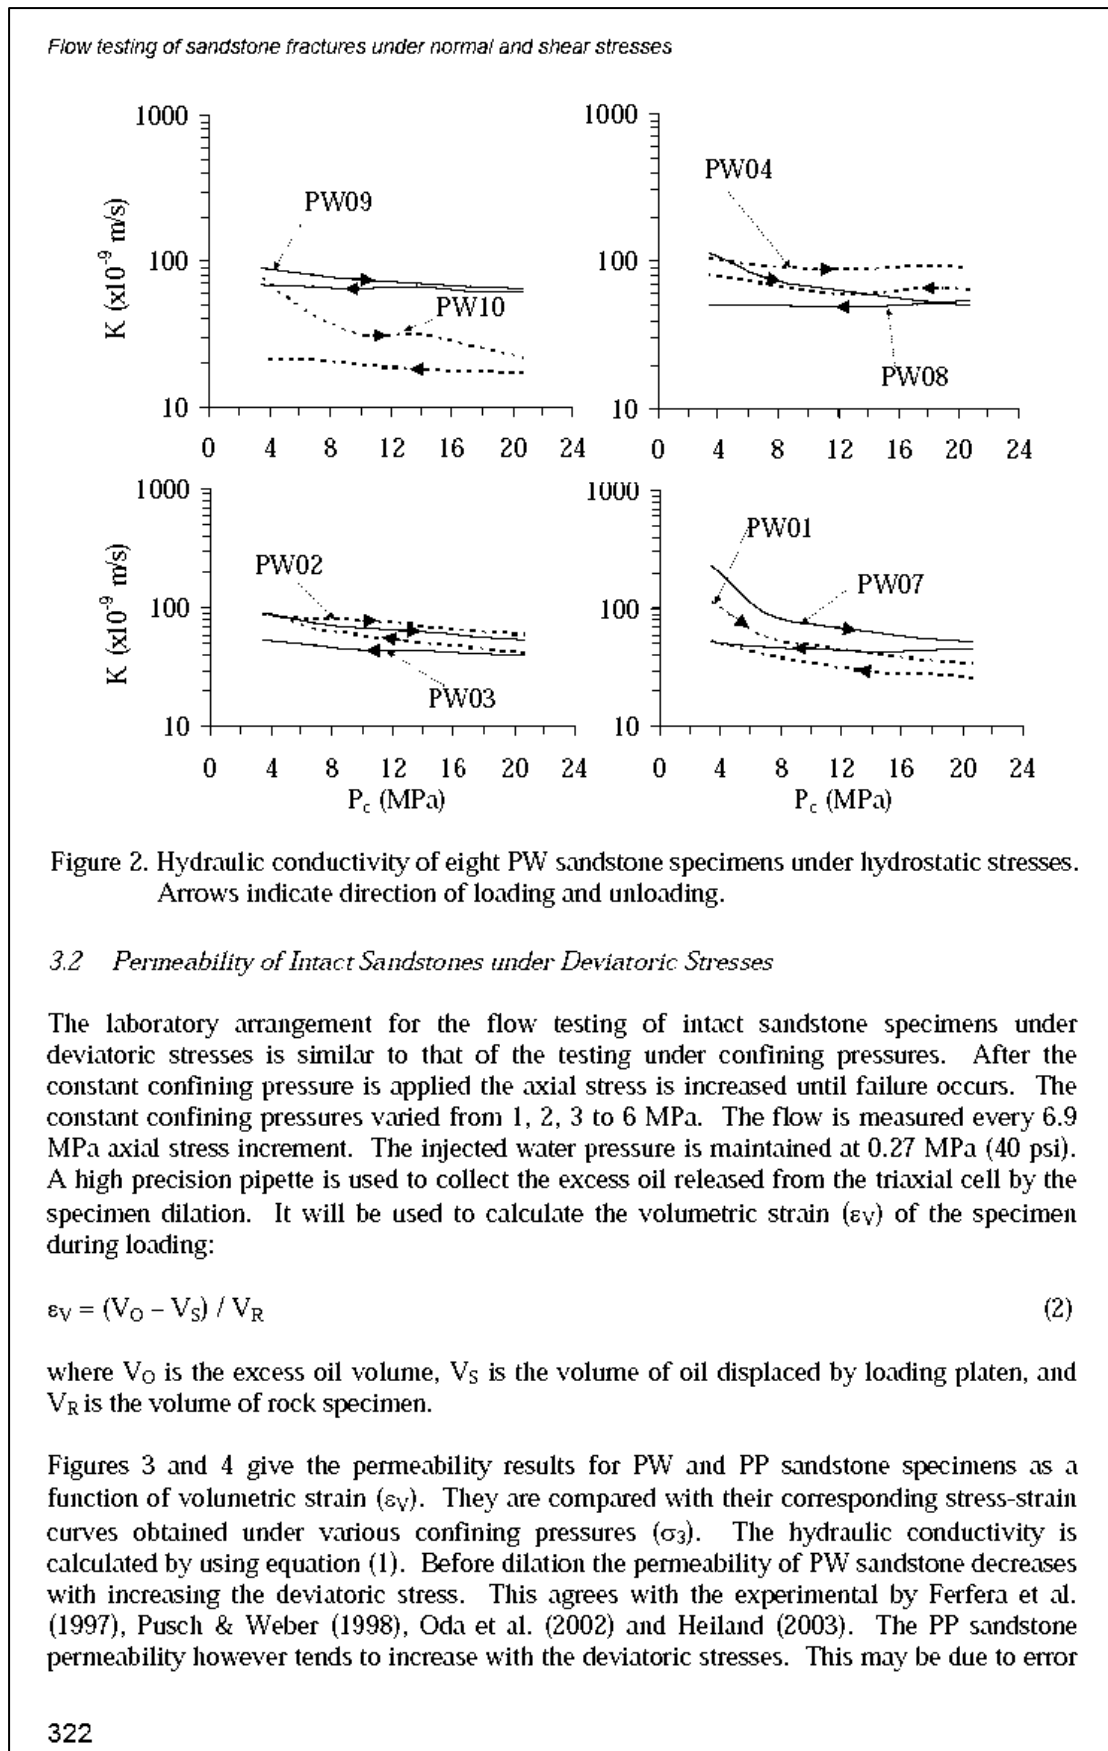 Flow testing of sandstone fractures under normal and shear stresses
1000
100
10
K (x10⁻⁹ m/s)
PW09
PW10
0 4 8 12 16 20 24
1000
100
10
PW04
PW08
0 4 8 12 16 20 24
1000
100
10
K (x10⁻⁹ m/s)
PW02
PW03
0 4 8 12 16 20 24
P_c (MPa)
1000
100
10
PW01
PW07
0 4 8 12 16 20 24
P_c (MPa)
Figure 2. Hydraulic conductivity of eight PW sandstone specimens under hydrostatic stresses.
Arrows indicate direction of loading and unloading.
3.2 Permeability of Intact Sandstones under Deviatoric Stresses
The laboratory arrangement for the flow testing of intact sandstone specimens under
deviatoric stresses is similar to that of the testing under confining pressures. After the
constant confining pressure is applied the axial stress is increased until failure occurs. The
constant confining pressures varied from 1, 2, 3 to 6 MPa. The flow is measured every 6.9
MPa axial stress increment. The injected water pressure is maintained at 0.27 MPa (40 psi).
A high precision pipette is used to collect the excess oil released from the triaxial cell by the
specimen dilation. It will be used to calculate the volumetric strain (εV) of the specimen
during loading:
εV = (VO – VS) / VR (2)
where VO is the excess oil volume, VS is the volume of oil displaced by loading platen, and
VR is the volume of rock specimen.
Figures 3 and 4 give the permeability results for PW and PP sandstone specimens as a
function of volumetric strain (εV). They are compared with their corresponding stress-strain
curves obtained under various confining pressures (σ3). The hydraulic conductivity is
calculated by using equation (1). Before dilation the permeability of PW sandstone decreases
with increasing the deviatoric stress. This agrees with the experimental by Ferfera et al.
(1997), Pusch & Weber (1998), Oda et al. (2002) and Heiland (2003). The PP sandstone
permeability however tends to increase with the deviatoric stresses. This may be due to error
322